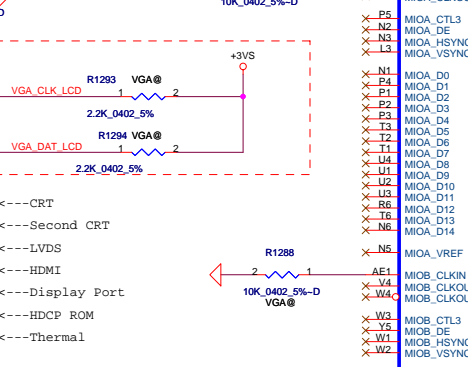 10K_0402_5%~D
D
+3VS
R1293 VGA@
VGA_CLK_LCD 1 2
2.2K_0402_5%
R1294 VGA@
VGA_DAT_LCD 1 2
2.2K_0402_5%
<---CRT
<---Second CRT
<---LVDS
<---HDMI
<---Display Port
<---HDCP ROM
<---Thermal
R1288
2 1
10K_0402_5%~D
VGA@
P5 MIOA_CTL3
N2 MIOA_DE
N3 MIOA_HSYNC
L3 MIOA_VSYNC
N1 MIOA_D0
P4 MIOA_D1
P1 MIOA_D2
P2 MIOA_D3
P3 MIOA_D4
T3 MIOA_D5
T2 MIOA_D6
T1 MIOA_D7
U4 MIOA_D8
U1 MIOA_D9
U2 MIOA_D10
U3 MIOA_D11
R6 MIOA_D12
T6 MIOA_D13
N6 MIOA_D14
N5 MIOA_VREF
AE1 MIOB_CLKIN
V4 MIOB_CLKOU
W4 MIOB_CLKOU
W3 MIOB_CTL3
Y5 MIOB_DE
W1 MIOB_HSYNC
W2 MIOB_VSYNC